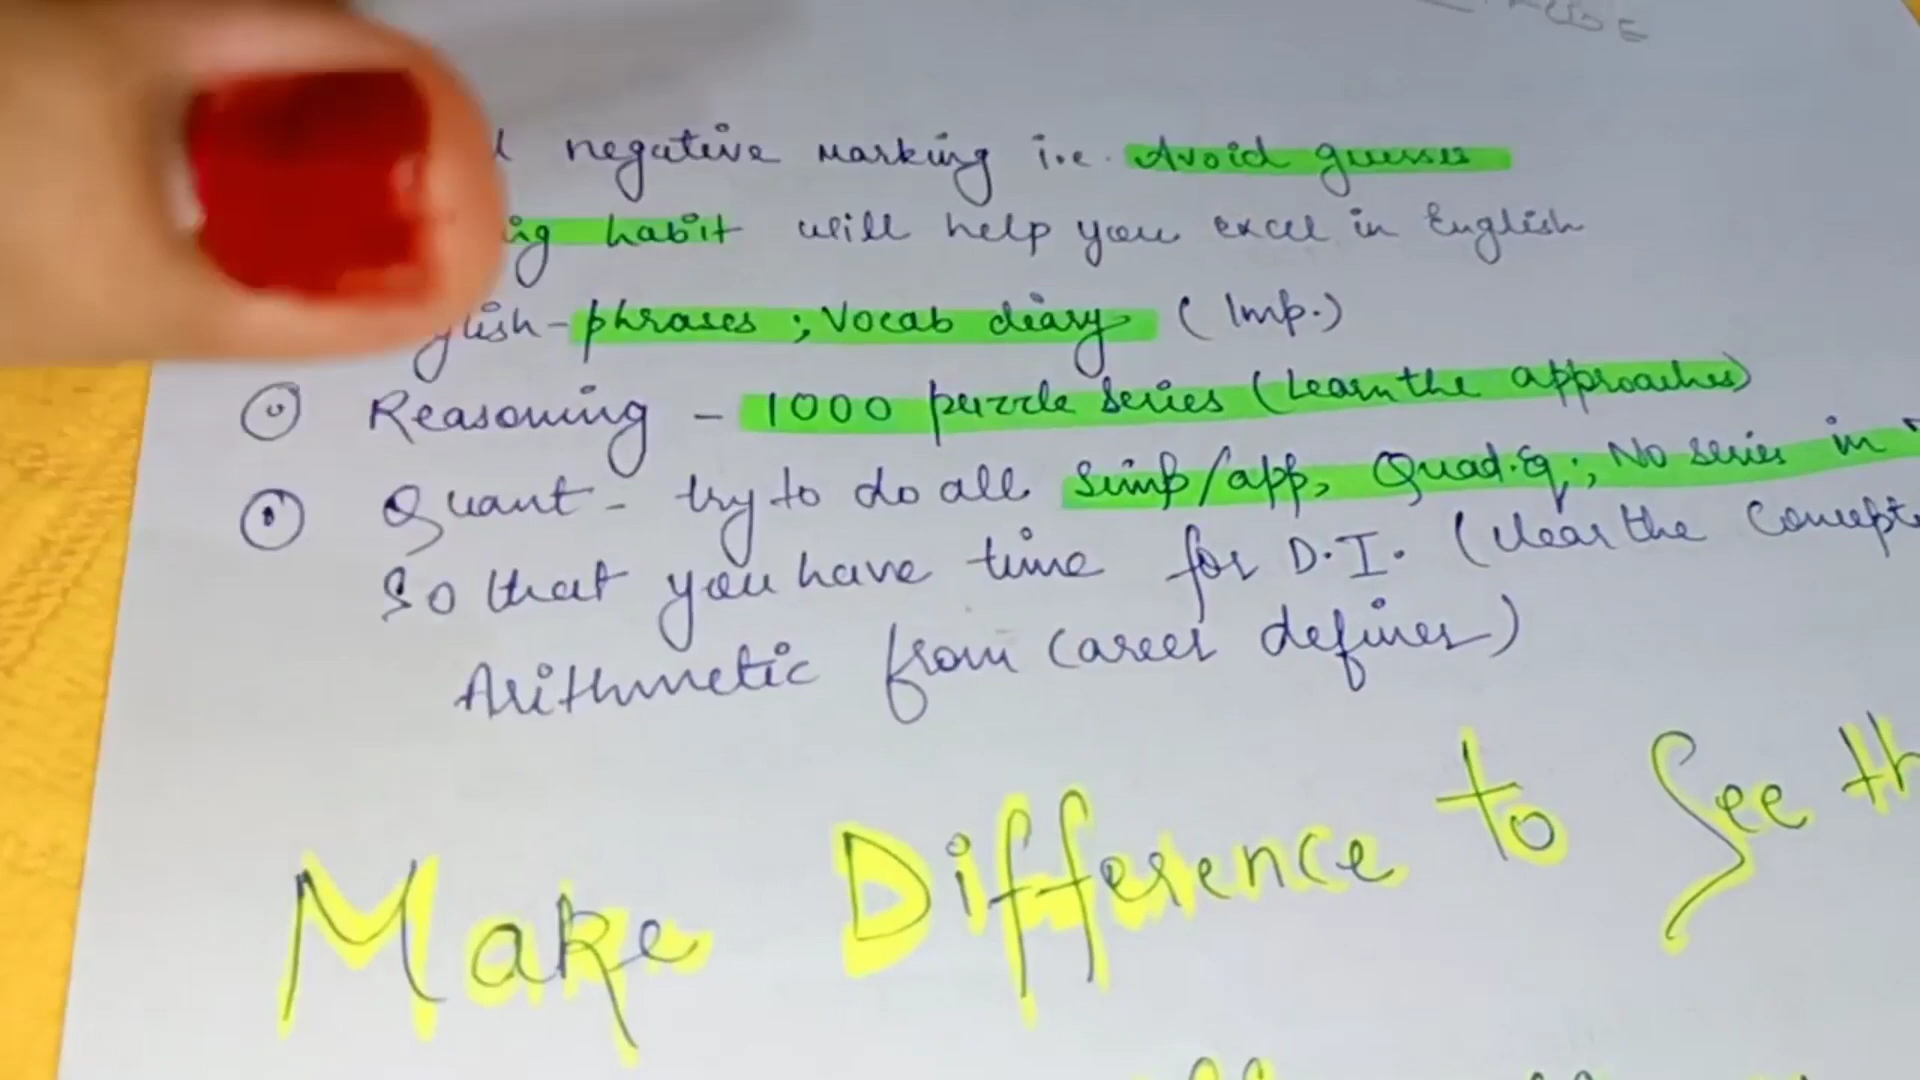 negative marking i.e. Avoid guesses
habit will help you excel in English
phrases ; Vocab diary (Imp.)
Reasoning - 1000 puzzle series (Learn the approaches)
Quant - try to do all Simp/app, Quad.Eq.; No series in
So that you have time for D.I. (clear the
Arithmetic from Career definer)
Make Difference to See